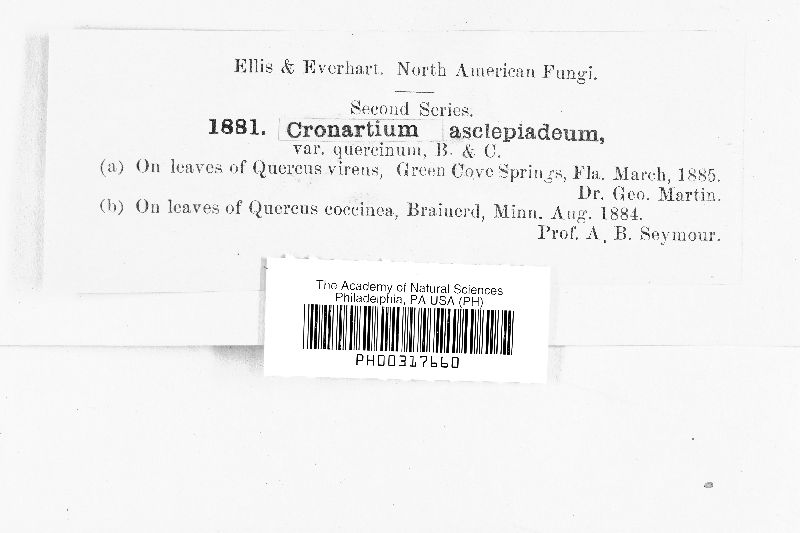 Ellis & Everhart. North American Fungi.
Second Series.
1881. Cronartium asclepiadeum,
var. quercinum, B. & C.
(a) On leaves of Quercus virens, Green Cove Springs, Fla. March, 1885.
Dr. Geo. Martin.
(b) On leaves of Quercus coccinea, Brainerd, Minn. Aug. 1884.
Prof. A. B. Seymour.
The Academy of Natural Sciences
Philadelphia, PA USA (PH)
PH00317660